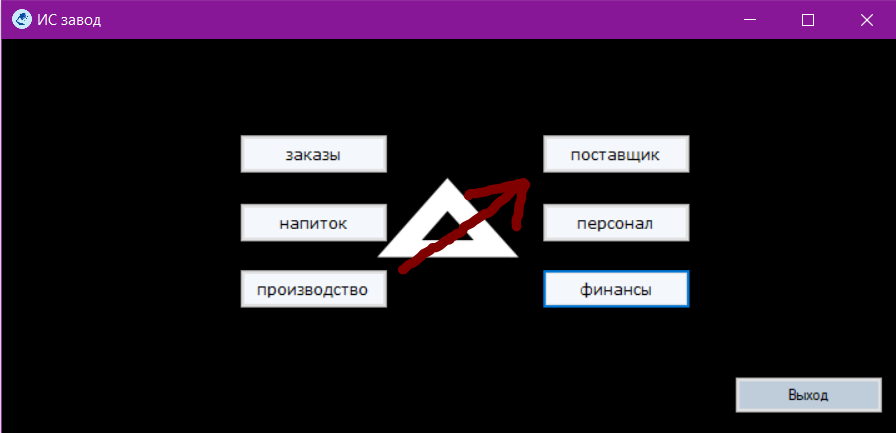 ИС завод
заказы
поставщик
напиток
персонал
производство
финансы
Выход